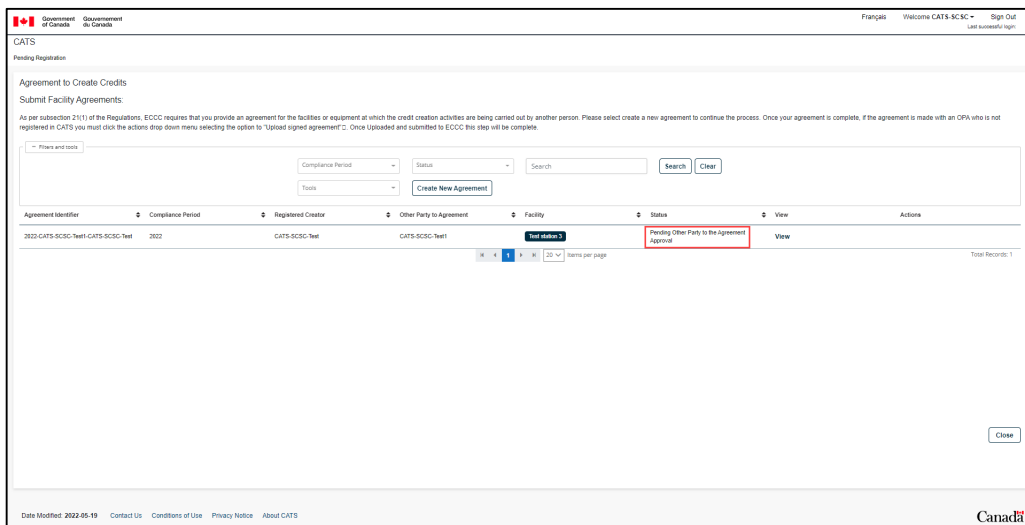 Government of Canada Gouvernement du Canada
Français Welcome CATS-SCSC Sign Out
Last successful login:
CATS
Pending Registration
Agreement to Create Credits
Submit Facility Agreements:
As per subsection 21(1) of the Regulations, ECCC requires that you provide an agreement for the facilities or equipment at which the credit creation activities are being carried out by another person. Please select create a new agreement to continue the process. Once your agreement is complete, if the agreement is made with an OPA who is not
registered in CATS you must click the actions drop down menu selecting the option to "Upload signed agreement"□. Once Uploaded and submitted to ECCC this step will be complete.
− Filters and tools
Compliance Period Status Search Search Clear
Tools Create New Agreement
Agreement Identifier Compliance Period Registered Creator Other Party to Agreement Facility Status View Actions
2022-CATS-SCSC-Test1-CATS-SCSC-Test 2022 CATS-SCSC-Test CATS-SCSC-Test1 Test station 3 Pending Other Party to the Agreement View
Approval
1 20 items per page Total Records: 1
Close
Date Modified: 2022-05-19 Contact Us Conditions of Use Privacy Notice About CATS Canada